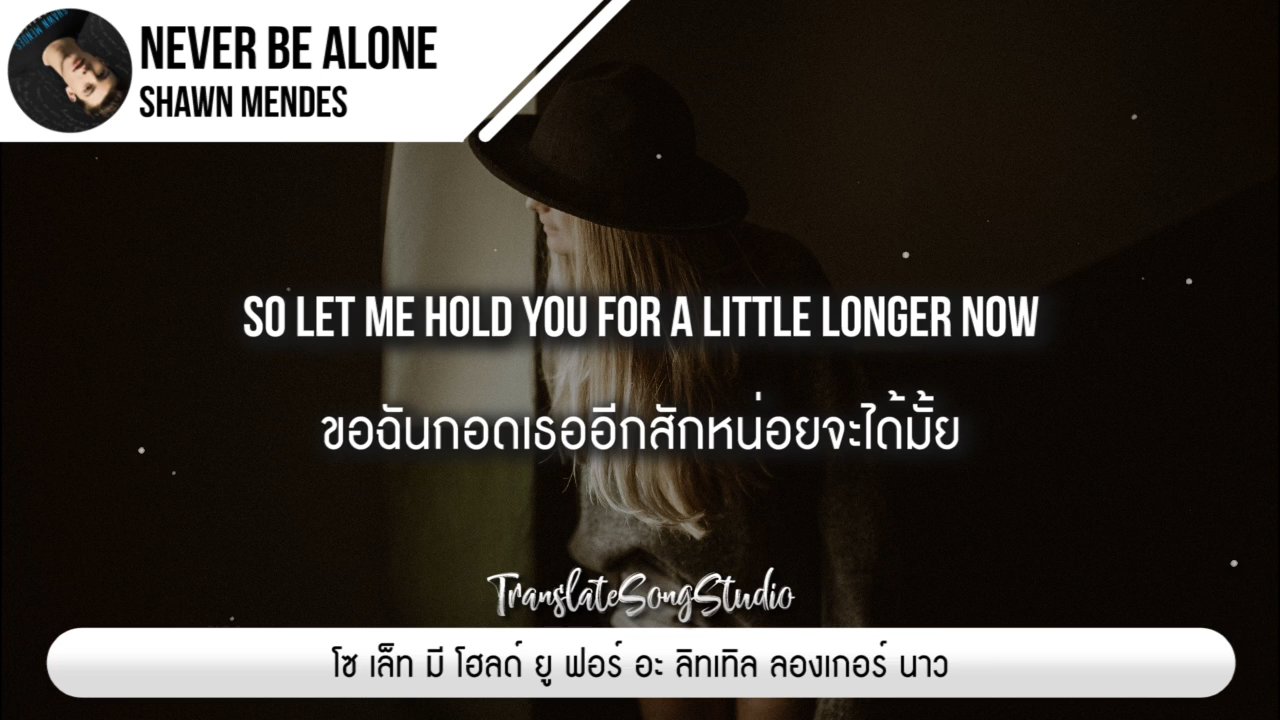 NEVER BE ALONE
SHAWN MENDES
SO LET ME HOLD YOU FOR A LITTLE LONGER NOW
ขอฉันกอดเธออีกสักหน่อยจะได้มั้ย
TranslateSongStudio
โซ เล็ท มี โฮลด์ ยู ฟอร์ อะ ลิทเทิล ลองเกอร์ นาว